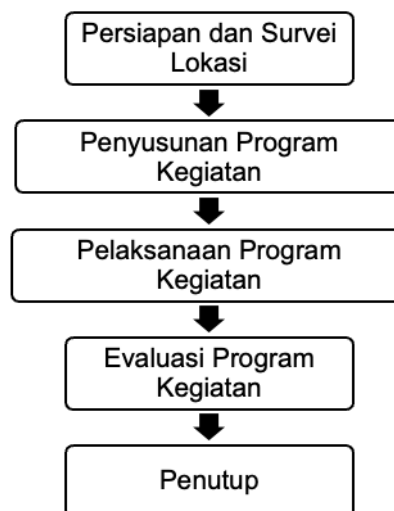 Persiapan dan Survei
Lokasi
Penyusunan Program
Kegiatan
Pelaksanaan Program
Kegiatan
Evaluasi Program
Kegiatan
Penutup